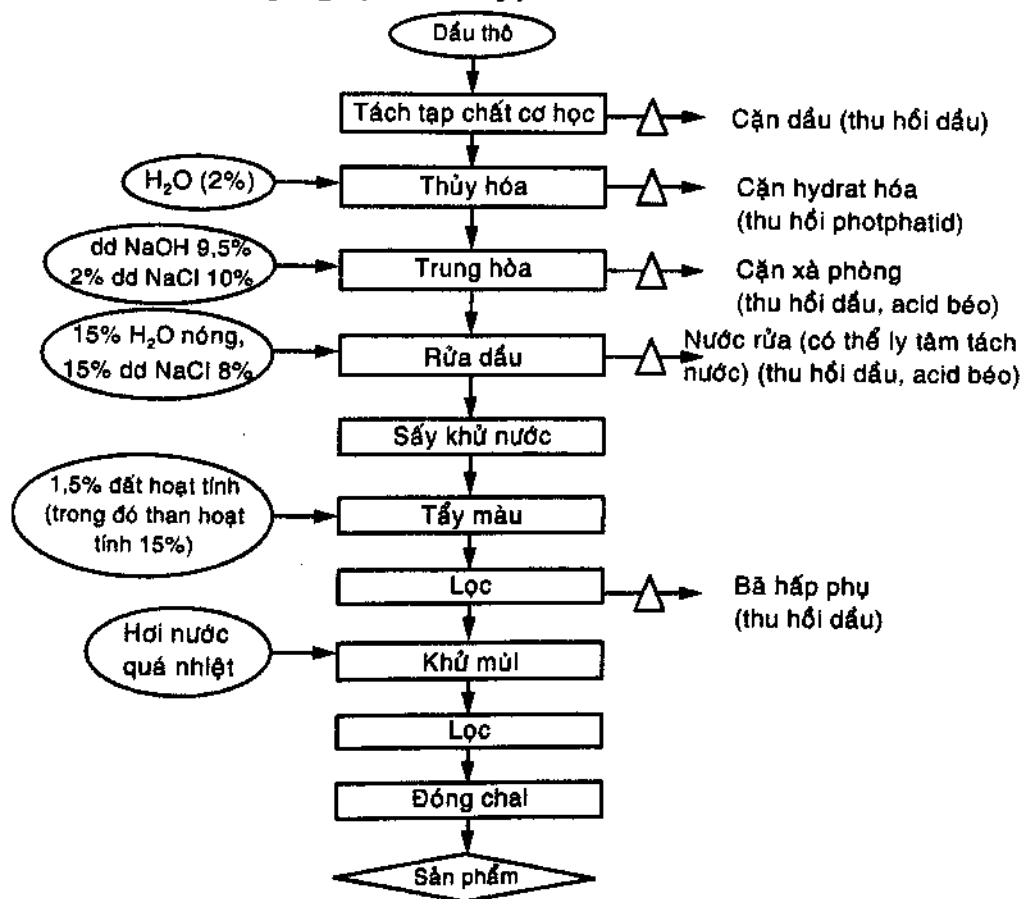 Dầu thô
Tách tạp chất cơ học
Cặn dầu (thu hồi dầu)
H₂O (2%)
Thủy hóa
Cặn hydrat hóa
(thu hồi photphatid)
dd NaOH 9,5%
2% dd NaCl 10%
Trung hòa
Cặn xà phòng
(thu hồi dầu, acid béo)
15% H₂O nóng,
15% dd NaCl 8%
Rửa dầu
Nước rửa (có thể ly tâm tách
nước) (thu hồi dầu, acid béo)
Sấy khử nước
1,5% đất hoạt tính
(trong đó than hoạt
tính 15%)
Tẩy màu
Lọc
Bã hấp phụ
(thu hồi dầu)
Hơi nước
quá nhiệt
Khử mùi
Lọc
Đóng chai
Sản phẩm